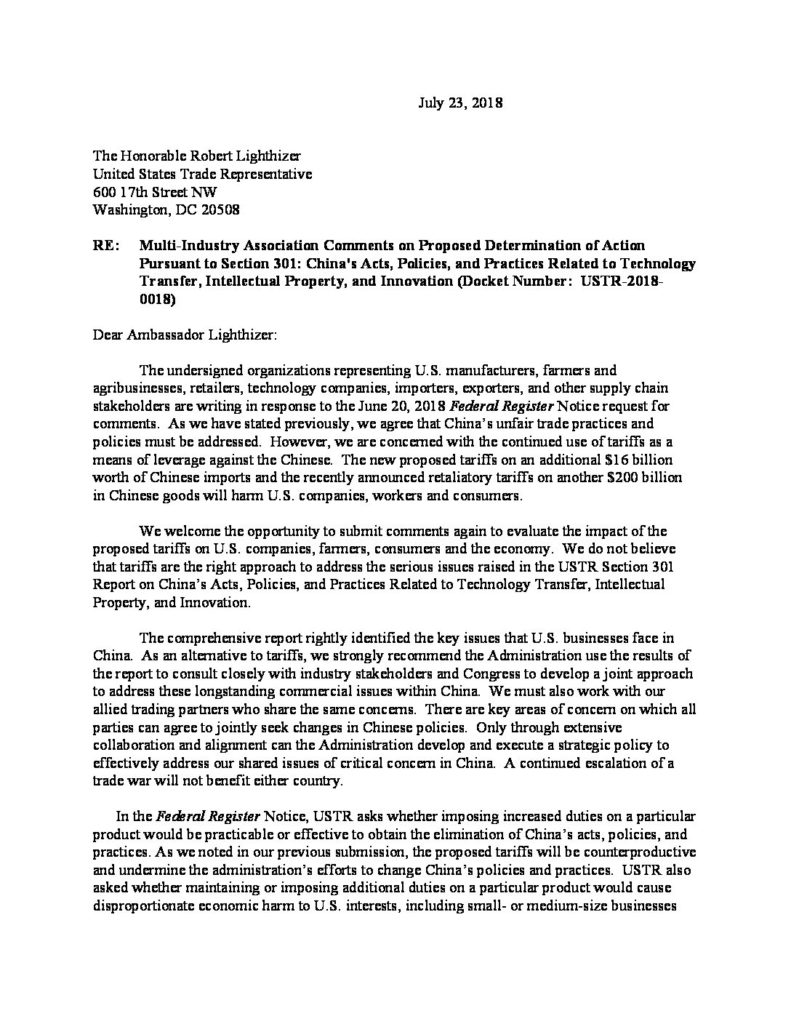 July 23, 2018
The Honorable Robert Lighthizer
United States Trade Representative
600 17th Street NW
Washington, DC 20508
RE: Multi-Industry Association Comments on Proposed Determination of Action
Pursuant to Section 301: China's Acts, Policies, and Practices Related to Technology
Transfer, Intellectual Property, and Innovation (Docket Number: USTR-2018-
0018)
Dear Ambassador Lighthizer:
The undersigned organizations representing U.S. manufacturers, farmers and
agribusinesses, retailers, technology companies, importers, exporters, and other supply chain
stakeholders are writing in response to the June 20, 2018 Federal Register Notice request for
comments. As we have stated previously, we agree that China's unfair trade practices and
policies must be addressed. However, we are concerned with the continued use of tariffs as a
means of leverage against the Chinese. The new proposed tariffs on an additional $16 billion
worth of Chinese imports and the recently announced retaliatory tariffs on another $200 billion
in Chinese goods will harm U.S. companies, workers and consumers.
We welcome the opportunity to submit comments again to evaluate the impact of the
proposed tariffs on U.S. companies, farmers, consumers and the economy. We do not believe
that tariffs are the right approach to address the serious issues raised in the USTR Section 301
Report on China's Acts, Policies, and Practices Related to Technology Transfer, Intellectual
Property, and Innovation.
The comprehensive report rightly identified the key issues that U.S. businesses face in
China. As an alternative to tariffs, we strongly recommend the Administration use the results of
the report to consult closely with industry stakeholders and Congress to develop a joint approach
to address these longstanding commercial issues within China. We must also work with our
allied trading partners who share the same concerns. There are key areas of concern on which all
parties can agree to jointly seek changes in Chinese policies. Only through extensive
collaboration and alignment can the Administration develop and execute a strategic policy to
effectively address our shared issues of critical concern in China. A continued escalation of a
trade war will not benefit either country.
In the Federal Register Notice, USTR asks whether imposing increased duties on a particular
product would be practicable or effective to obtain the elimination of China's acts, policies, and
practices. As we noted in our previous submission, the proposed tariffs will be counterproductive
and undermine the administration's efforts to change China's policies and practices. USTR also
asked whether maintaining or imposing additional duties on a particular product would cause
disproportionate economic harm to U.S. interests, including small- or medium-size businesses